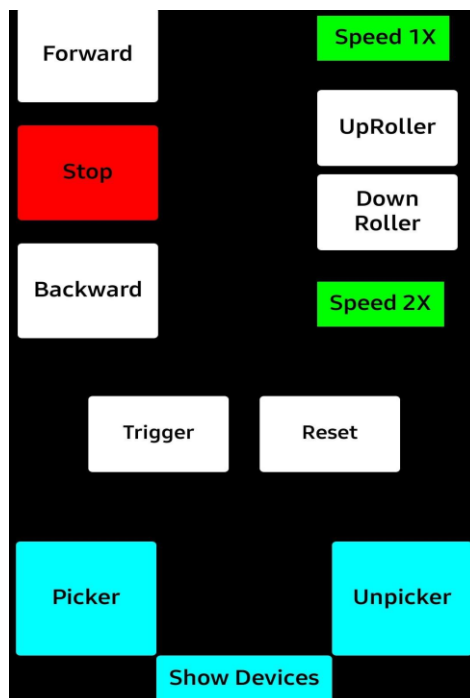 Forward
Speed 1X
UpRoller
Stop
Down
Roller
Backward
Speed 2X
Trigger
Reset
Picker
Unpicker
Show Devices